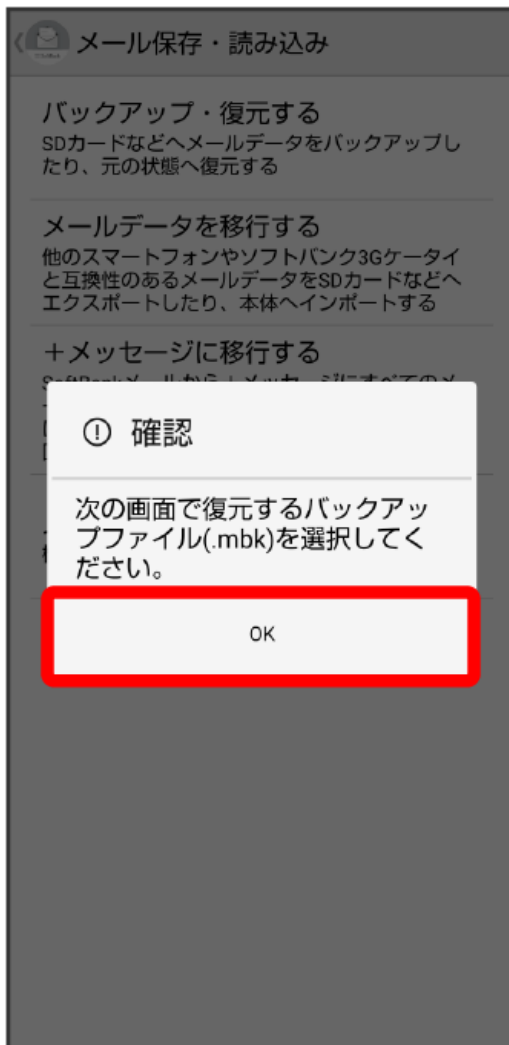 メール保存・読み込み
バックアップ・復元する
SDカードなどへメールデータをバックアップし
たり、元の状態へ復元する
メールデータを移行する
他のスマートフォンやソフトバンク3Gケータイ
と互換性のあるメールデータをSDカードなどへ
エクスポートしたり、本体へインポートする
+メッセージに移行する
確認
次の画面で復元するバックアッ
プファイル(.mbk)を選択してく
ださい。
OK